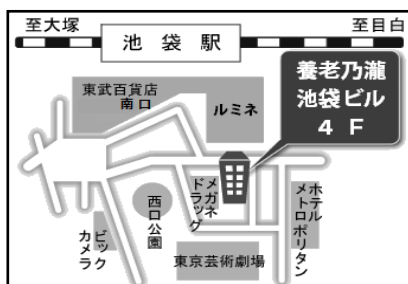 至大塚
至目白
池袋駅
東武百貨店
南口
ルミネ
養老乃瀧
池袋ビル
4F
メガネ
ドラッグ
西口公園
ビック
カメラ
ホテル
メトロポリタン
東京芸術劇場